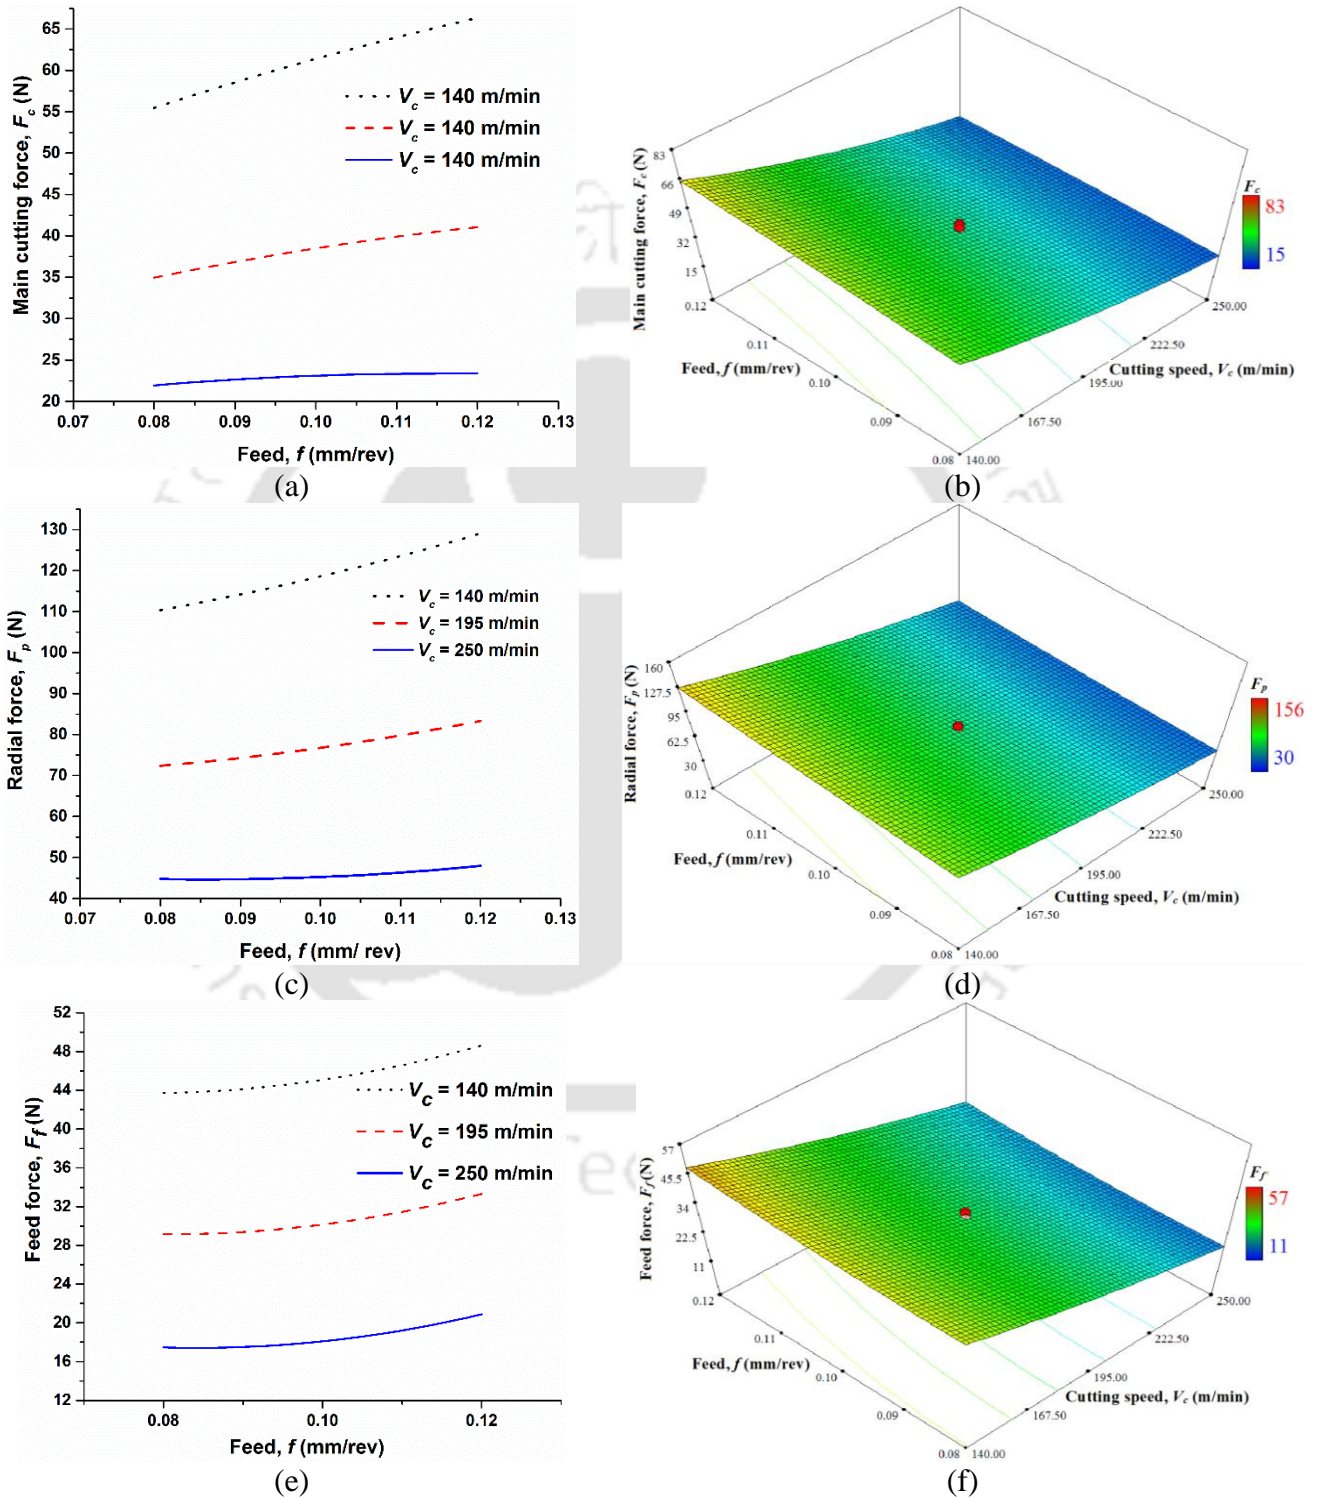 Main cutting force, Fc (N)
65
60
55
50
45
40
35
30
25
20
0.07 0.08 0.09 0.10 0.11 0.12 0.13
Feed, f (mm/rev)
Vc = 140 m/min
Vc = 140 m/min
Vc = 140 m/min
(a)
Main cutting force, Fc (N)
83
66
49
32
15
0.12
0.11
0.10
0.09
0.08
Feed, f (mm/rev)
140.00
167.50
195.00
222.50
250.00
Cutting speed, Vc (m/min)
Fc
83
15
(b)
Radial force, Fp (N)
130
120
110
100
90
80
70
60
50
40
0.07 0.08 0.09 0.10 0.11 0.12 0.13
Feed, f (mm/ rev)
Vc = 140 m/min
Vc = 195 m/min
Vc = 250 m/min
(c)
Radial force, Fp (N)
160
127.5
95
62.5
30
0.12
0.11
0.10
0.09
0.08
Feed, f (mm/rev)
140.00
167.50
195.00
222.50
250.00
Cutting speed, Vc (m/min)
Fp
156
30
(d)
Feed force, Ff (N)
52
48
44
40
36
32
28
24
20
16
12
0.08 0.10 0.12
Feed, f (mm/rev)
Vc = 140 m/min
Vc = 195 m/min
Vc = 250 m/min
(e)
Feed force, Ff (N)
57
45.5
34
22.5
11
0.12
0.11
0.10
0.09
0.08
Feed, f (mm/rev)
140.00
167.50
195.00
222.50
250.00
Cutting speed, Vc (m/min)
Ff
57
11
(f)